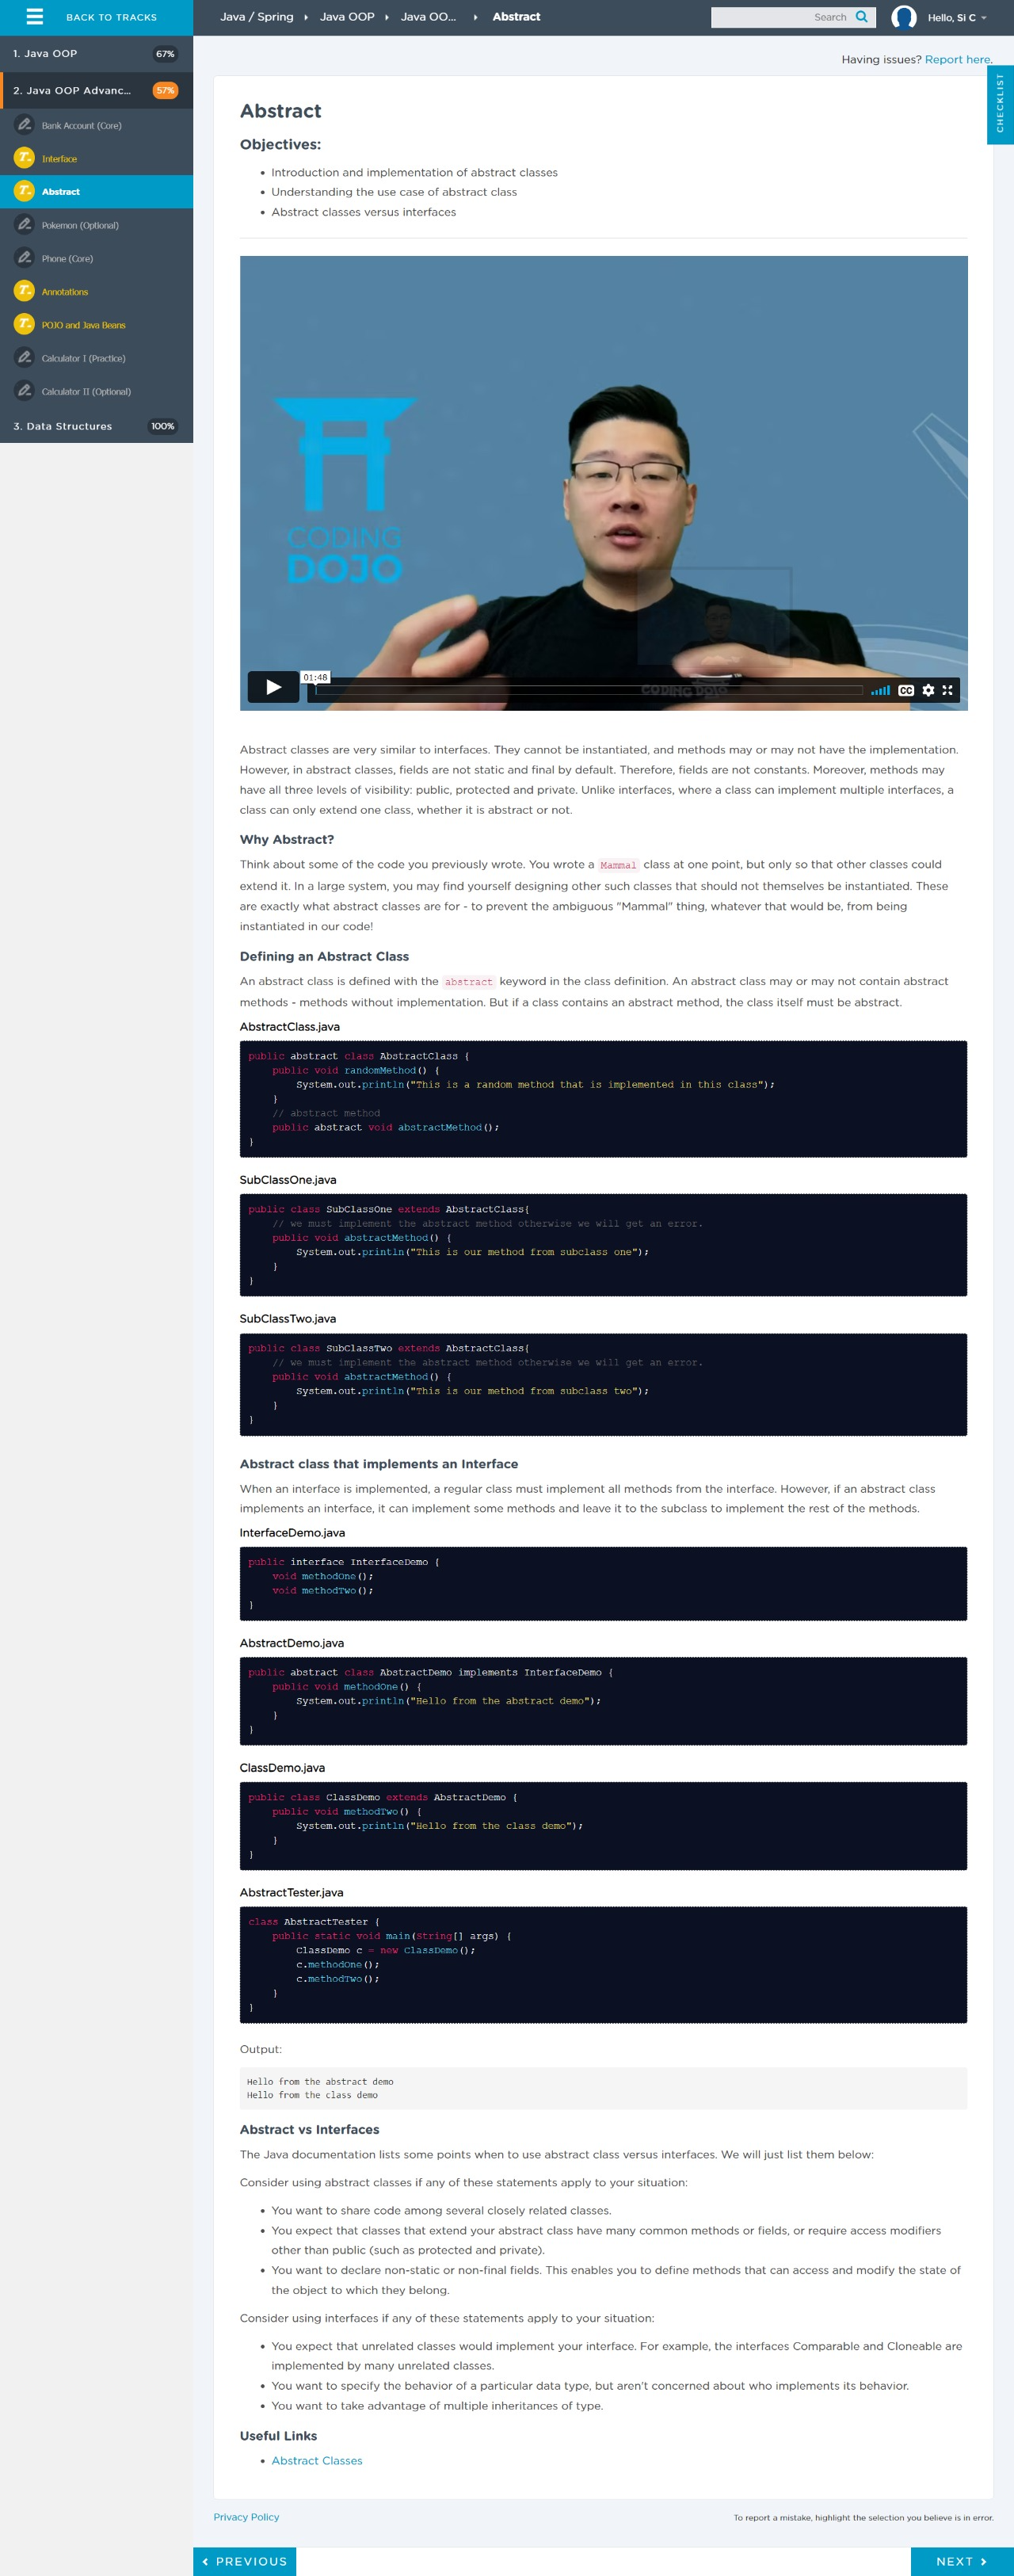 BACK TO TRACKS
Java / Spring
Java OOP
Java OO...
Abstract
Search
Hello, Si C
1. Java OOP
67%
2. Java OOP Advanc...
57%
Bank Account (Core)
Interface
Abstract
Pokemon (Optional)
Phone (Core)
Annotations
POJO and Java Beans
Calculator I (Practice)
Calculator II (Optional)
3. Data Structures
100%
Having issues? Report here.
CHECKLIST
Abstract
Objectives:
Introduction and implementation of abstract classes
Understanding the use case of abstract class
Abstract classes versus interfaces
CODING
DOJO
01:48
CODING DOJO
CC
Abstract classes are very similar to interfaces. They cannot be instantiated, and methods may or may not have the implementation.
However, in abstract classes, fields are not static and final by default. Therefore, fields are not constants. Moreover, methods may
have all three levels of visibility: public, protected and private. Unlike interfaces, where a class can implement multiple interfaces, a
class can only extend one class, whether it is abstract or not.
Why Abstract?
Think about some of the code you previously wrote. You wrote a Mammal class at one point, but only so that other classes could
extend it. In a large system, you may find yourself designing other such classes that should not themselves be instantiated. These
are exactly what abstract classes are for - to prevent the ambiguous "Mammal" thing, whatever that would be, from being
instantiated in our code!
Defining an Abstract Class
An abstract class is defined with the abstract keyword in the class definition. An abstract class may or may not contain abstract
methods - methods without implementation. But if a class contains an abstract method, the class itself must be abstract.
AbstractClass.java
public abstract class AbstractClass {
public void randomMethod() {
System.out.println("This is a random method that is implemented in this class");
}
// abstract method
public abstract void abstractMethod();
}
SubClassOne.java
public class SubClassOne extends AbstractClass{
// we must implement the abstract method otherwise we will get an error.
public void abstractMethod() {
System.out.println("This is our method from subclass one");
}
}
SubClassTwo.java
public class SubClassTwo extends AbstractClass{
// we must implement the abstract method otherwise we will get an error.
public void abstractMethod() {
System.out.println("This is our method from subclass two");
}
}
Abstract class that implements an Interface
When an interface is implemented, a regular class must implement all methods from the interface. However, if an abstract class
implements an interface, it can implement some methods and leave it to the subclass to implement the rest of the methods.
InterfaceDemo.java
public interface InterfaceDemo {
void methodOne();
void methodTwo();
}
AbstractDemo.java
public abstract class AbstractDemo implements InterfaceDemo {
public void methodOne() {
System.out.println("Hello from the abstract demo");
}
}
ClassDemo.java
public class ClassDemo extends AbstractDemo {
public void methodTwo() {
System.out.println("Hello from the class demo");
}
}
AbstractTester.java
class AbstractTester {
public static void main(String[] args) {
ClassDemo c = new ClassDemo();
c.methodOne();
c.methodTwo();
}
}
Output:
Hello from the abstract demo
Hello from the class demo
Abstract vs Interfaces
The Java documentation lists some points when to use abstract class versus interfaces. We will just list them below:
Consider using abstract classes if any of these statements apply to your situation:
You want to share code among several closely related classes.
You expect that classes that extend your abstract class have many common methods or fields, or require access modifiers
other than public (such as protected and private).
You want to declare non-static or non-final fields. This enables you to define methods that can access and modify the state of
the object to which they belong.
Consider using interfaces if any of these statements apply to your situation:
You expect that unrelated classes would implement your interface. For example, the interfaces Comparable and Cloneable are
implemented by many unrelated classes.
You want to specify the behavior of a particular data type, but aren't concerned about who implements its behavior.
You want to take advantage of multiple inheritances of type.
Useful Links
Abstract Classes
Privacy Policy
To report a mistake, highlight the selection you believe is in error.
PREVIOUS
NEXT